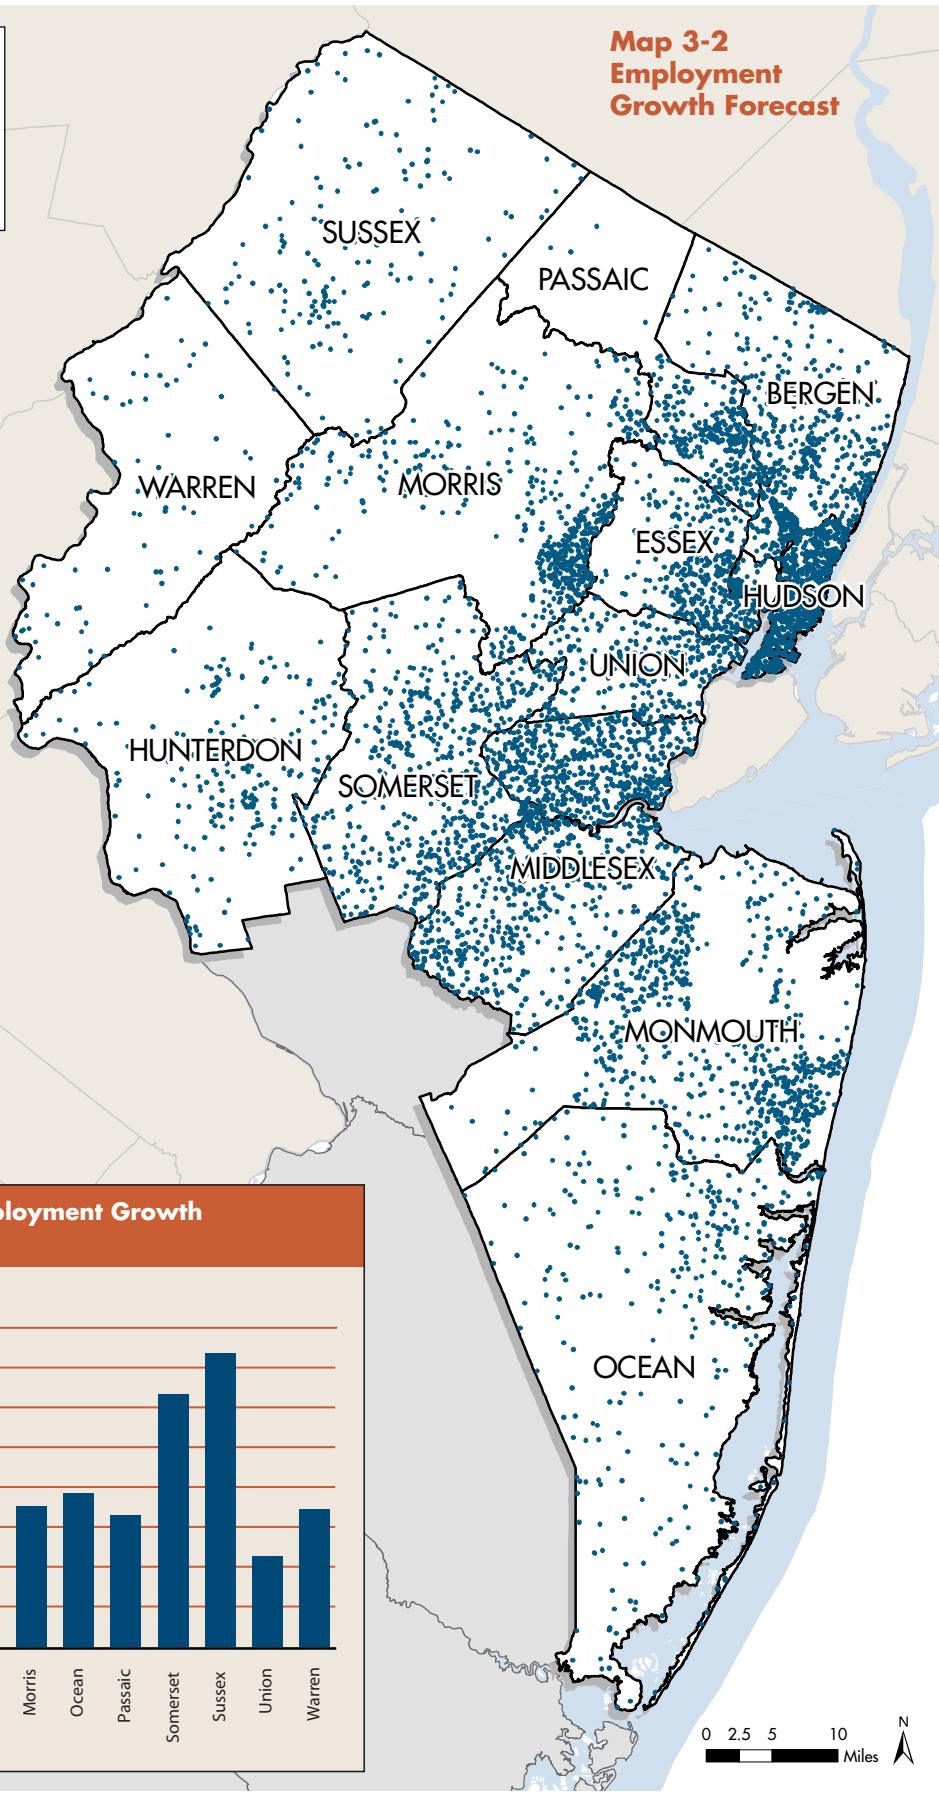 Map 3-2
Employment
Growth Forecast
SUSSEX
PASSAIC
BERGEN
WARREN
MORRIS
ESSEX
HUDSON
UNION
HUNTERDON
SOMERSET
MIDDLESEX
MONMOUTH
OCEAN
ployment Growth
Morris
Ocean
Passaic
Somerset
Sussex
Union
Warren
0 2.5 5 10
Miles
N